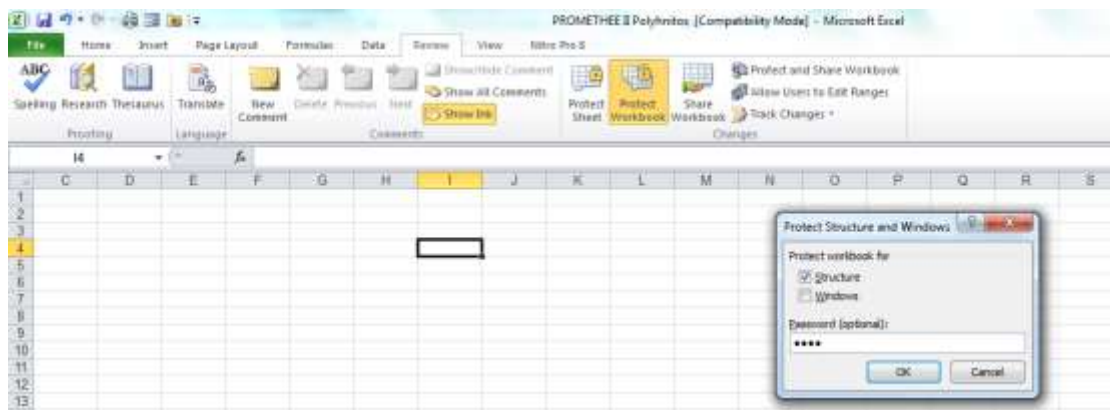 PROMETHEE II Polyhnitos [Compatibility Mode] - Microsoft Excel
File Home Insert Page Layout Formulas Data Review View Nitro Pro 8
ABC
Spelling Research Thesaurus Translate New Comment Delete Previous Next Show/Hide Comment Show All Comments Show Ink Protect Sheet Protect Workbook Share Workbook Protect and Share Workbook Allow Users to Edit Ranges Track Changes
Proofing Language Comments Changes
I4 fx
C D E F G H I J K L M N O P Q R S
1
2
3
4
5
6
7
8
9
10
11
12
13
Protect Structure and Windows
Protect workbook for
Structure
Windows
Password (optional):
••••
OK Cancel